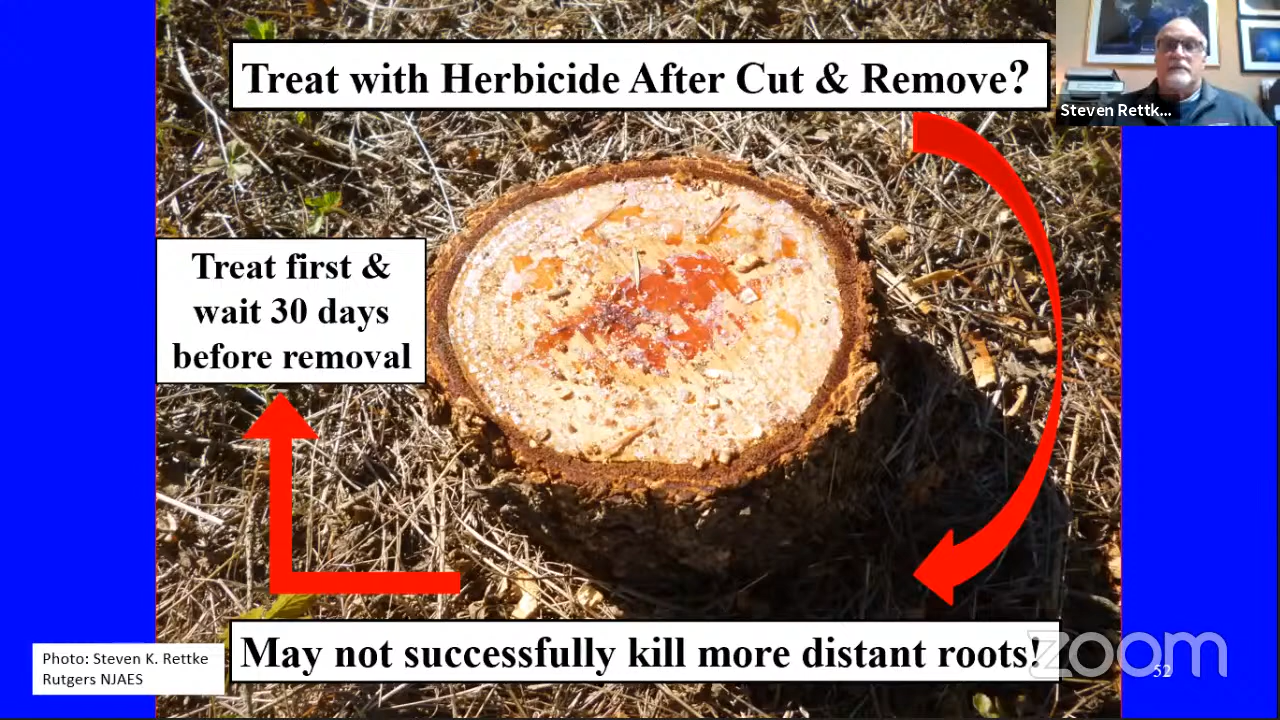 Treat with Herbicide After Cut & Remove?
Steven Rettk...
Treat first &
wait 30 days
before removal
May not successfully kill more distant roots!
Photo: Steven K. Rettke
Rutgers NJAES
zoom
52